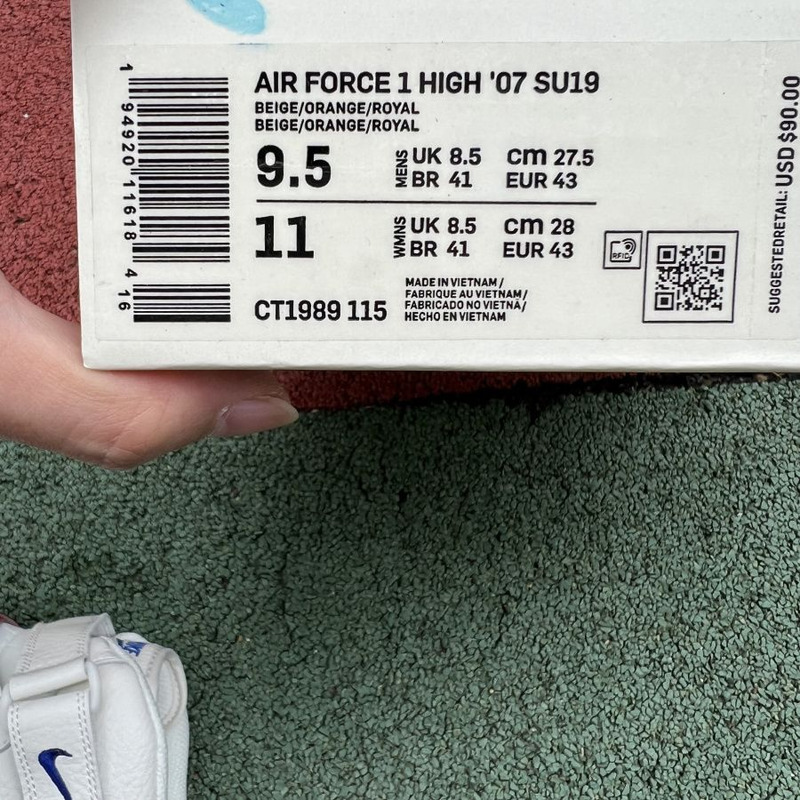 AIR FORCE 1 HIGH '07 SU19
BEIGE/ORANGE/ROYAL
BEIGE/ORANGE/ROYAL
9.5 MENS UK 8.5 cm 27.5
BR 41 EUR 43
11 WMNS UK 8.5 cm 28
BR 41 EUR 43
CT1989 115
MADE IN VIETNAM /
FABRIQUE AU VIETNAM /
FABRICADO NO VIETNÃ /
HECHO EN VIETNAM
RFID
1 94920 11618 4 16
SUGGESTEDRETAIL: USD $90.00